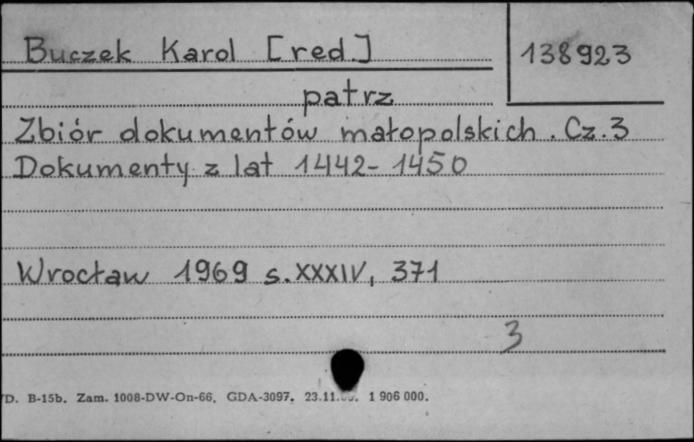 Buczek Karol [red.]
138923
patrz
Zbiór dokumentów małopolskich. Cz. 3
Dokumenty z lat 1442-1450
Wrocław 1969 s. XXXIV, 371
3
D. B-15b. Zam. 1008-DW-On-66. GDA-3097. 23.11. 1 906 000.